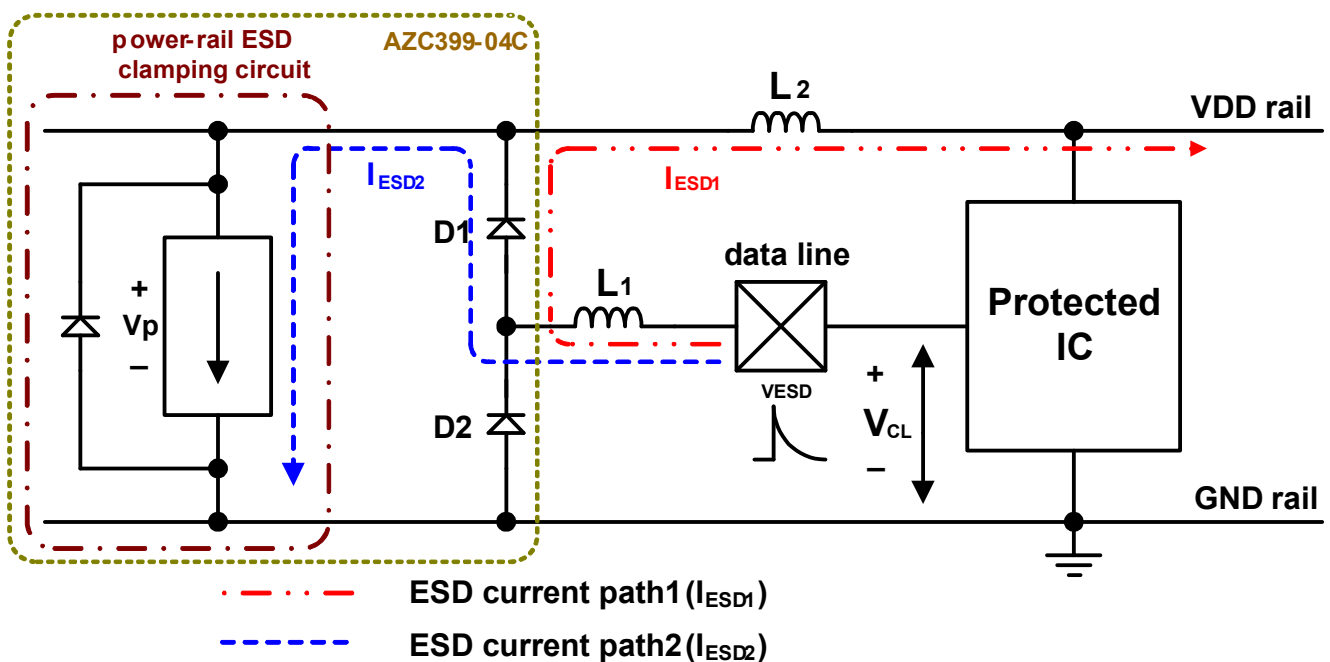 power-rail ESD
clamping circuit
AZC399-04C
L2
VDD rail
IESD2
IESD1
D1
data line
L1
+
Vp
–
Protected
IC
VESD
D2
+
VCL
–
GND rail
ESD current path1(IESD1)
ESD current path2(IESD2)